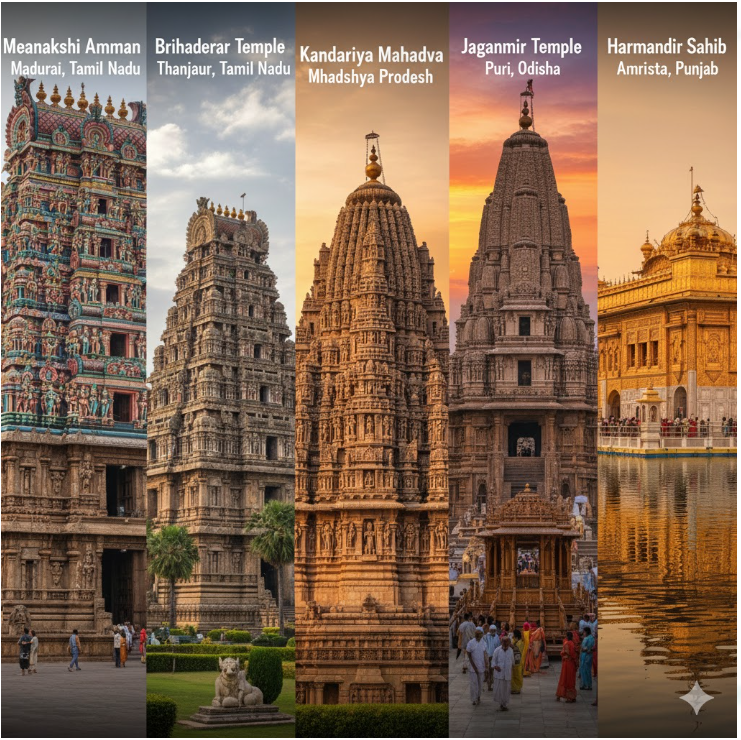 Meanakshi Amman
Madurai, Tamil Nadu
Brihaderar Temple
Thanjaur, Tamil Nadu
Kandariya Mahadva
Mhadshya Prodesh
Jaganmir Temple
Puri, Odisha
Harmandir Sahib
Amrista, Punjab